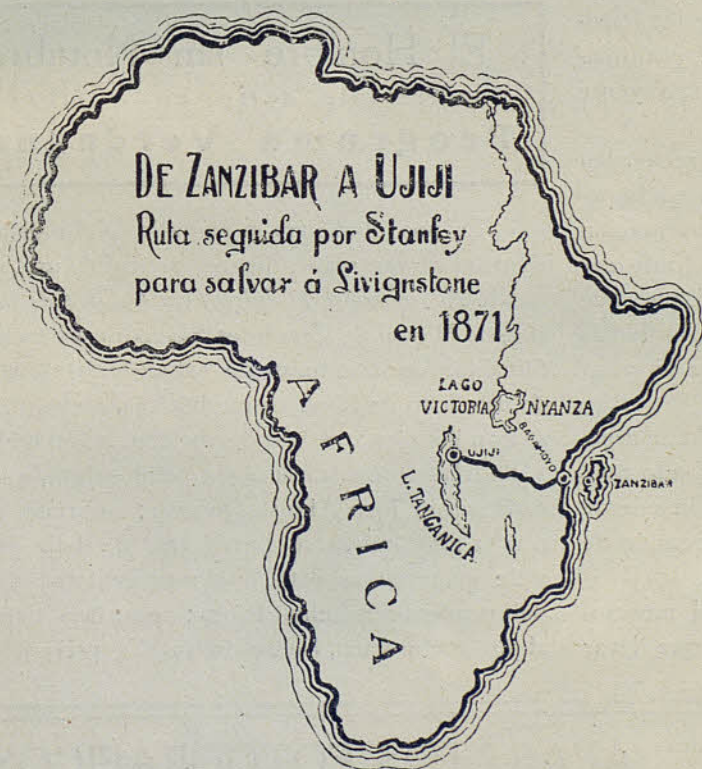 DE ZANZIBAR A UJIJI
Ruta seguida por Stanley
para salvar á Livignstone
en 1871
LAGO
VICTORIA NYANZA
BAGAMOYO
UJIJI
ZANZIBAR
L. TANGANICA
AFRICA